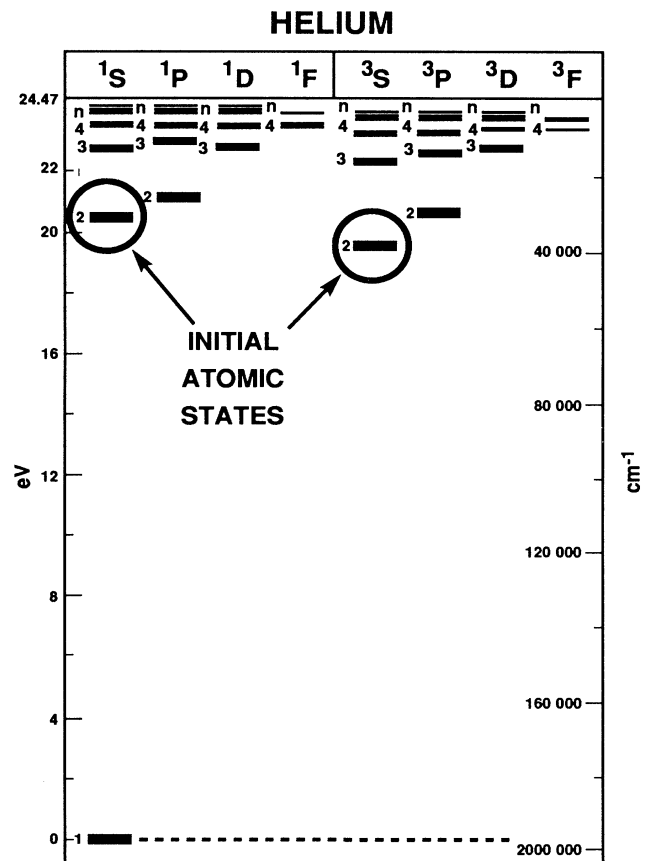 HELIUM
¹S ¹P ¹D ¹F ³S ³P ³D ³F
24.47
n n n n n n n n
4 4 4 4 4 4 4 4
3 3 3 3 3 3
22
2 2 2 2
20
40 000
INITIAL
16
ATOMIC
80 000
STATES
eV
12
cm⁻¹
120 000
8
160 000
4
0 1
2000 000